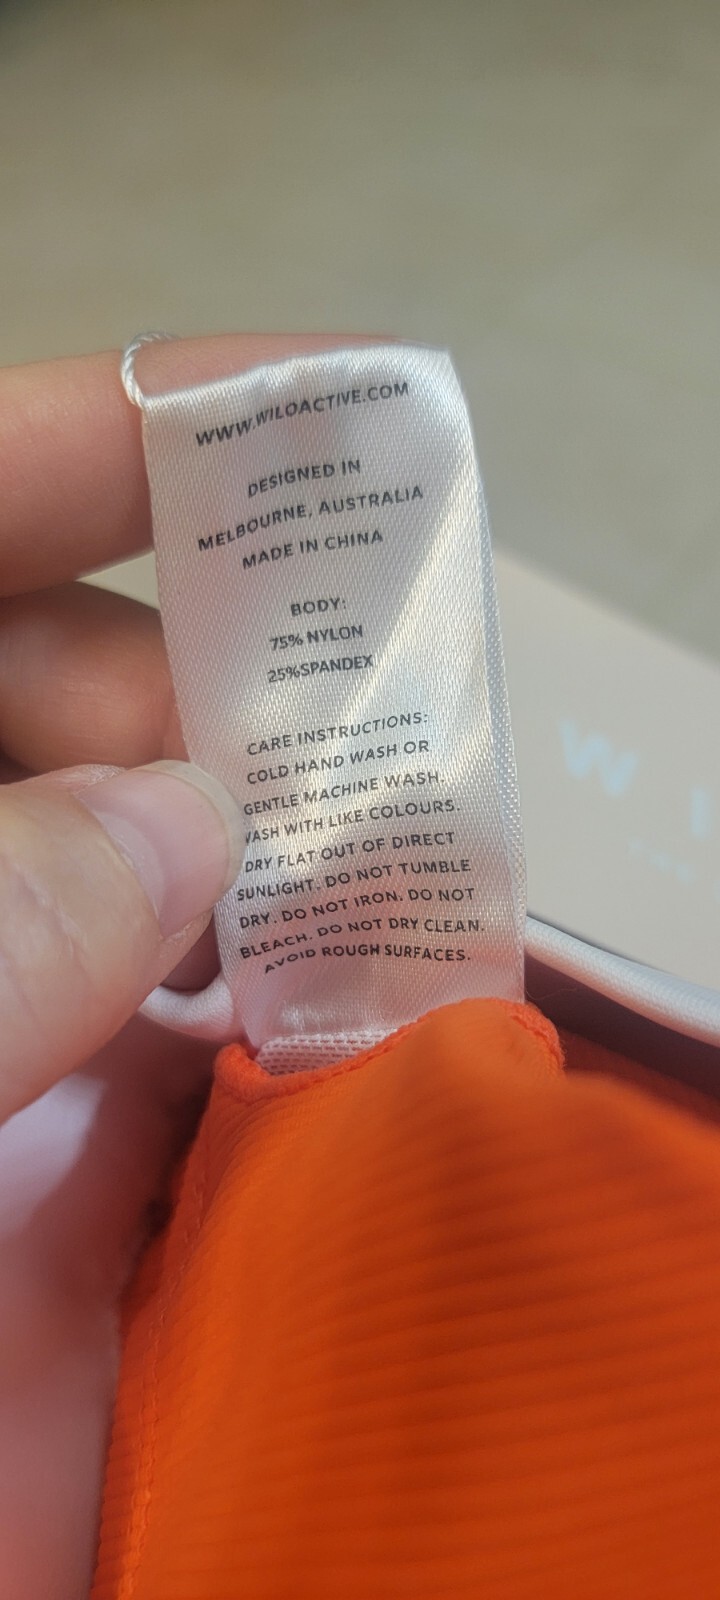 WWW.WILOACTIVE.COM
DESIGNED IN
MELBOURNE, AUSTRALIA
MADE IN CHINA
BODY:
75% NYLON
25%SPANDEX
CARE INSTRUCTIONS:
COLD HAND WASH OR
GENTLE MACHINE WASH.
WASH WITH LIKE COLOURS.
DRY FLAT OUT OF DIRECT
SUNLIGHT. DO NOT TUMBLE
DRY. DO NOT IRON. DO NOT
BLEACH. DO NOT DRY CLEAN.
AVOID ROUGH SURFACES.
W I